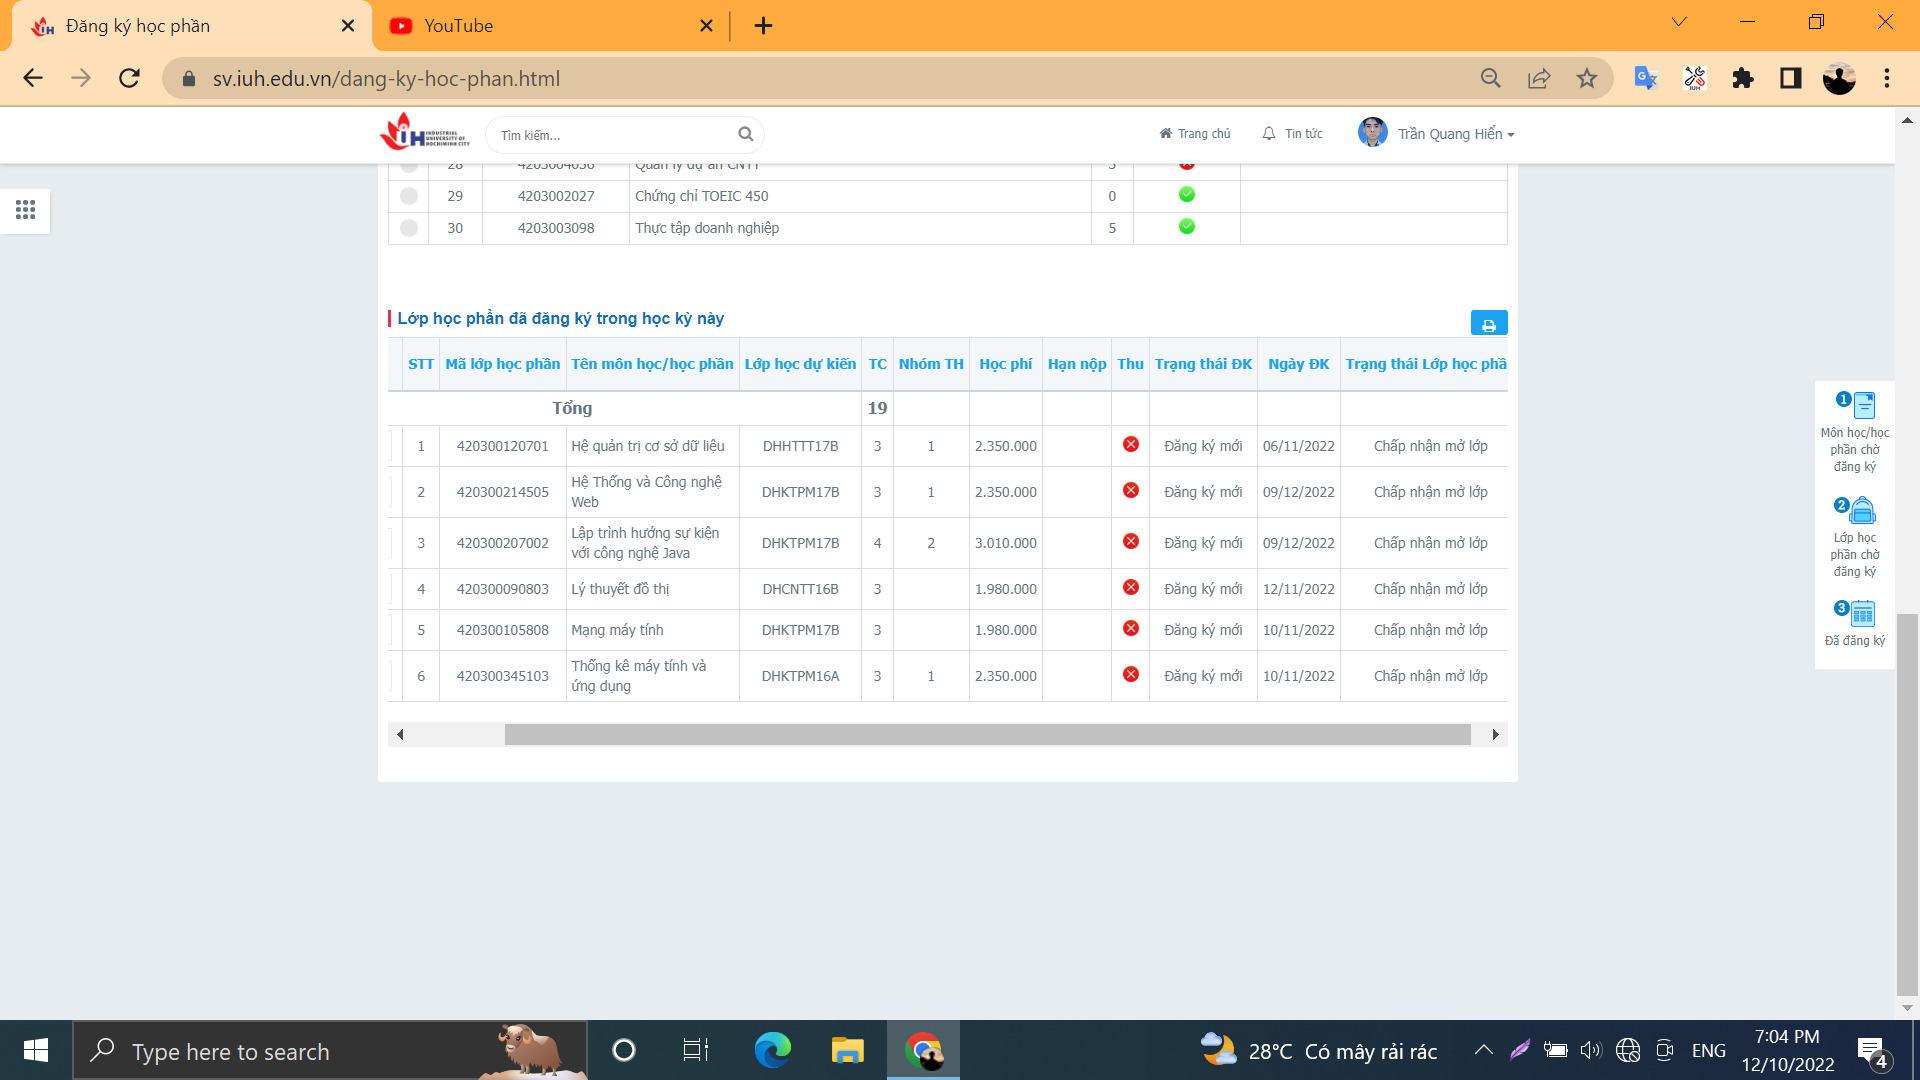 Đăng ký học phần
YouTube
sv.iuh.edu.vn/dang-ky-hoc-phan.html
IUH INDUSTRIAL UNIVERSITY OF HOCHIMINH CITY
Tìm kiếm...
Trang chủ
Tin tức
Trần Quang Hiển
28 4203004056 Quản lý dự án CNTT 3
29 4203002027 Chứng chỉ TOEIC 450 0
30 4203003098 Thực tập doanh nghiệp 5
Lớp học phần đã đăng ký trong học kỳ này
STT Mã lớp học phần Tên môn học/học phần Lớp học dự kiến TC Nhóm TH Học phí Hạn nộp Thu Trạng thái ĐK Ngày ĐK Trạng thái Lớp học phầ
Tổng 19
1 420300120701 Hệ quản trị cơ sở dữ liệu DHHTTT17B 3 1 2.350.000 Đăng ký mới 06/11/2022 Chấp nhận mở lớp
2 420300214505 Hệ Thống và Công nghệ Web DHKTPM17B 3 1 2.350.000 Đăng ký mới 09/12/2022 Chấp nhận mở lớp
3 420300207002 Lập trình hướng sự kiện với công nghệ Java DHKTPM17B 4 2 3.010.000 Đăng ký mới 09/12/2022 Chấp nhận mở lớp
4 420300090803 Lý thuyết đồ thị DHCNTT16B 3 1.980.000 Đăng ký mới 12/11/2022 Chấp nhận mở lớp
5 420300105808 Mạng máy tính DHKTPM17B 3 1.980.000 Đăng ký mới 10/11/2022 Chấp nhận mở lớp
6 420300345103 Thống kê máy tính và ứng dụng DHKTPM16A 3 1 2.350.000 Đăng ký mới 10/11/2022 Chấp nhận mở lớp
1
Môn học/học
phần chờ
đăng ký
2
Lớp học
phần chờ
đăng ký
3
Đã đăng ký
Type here to search
28°C Có mây rải rác
ENG
7:04 PM
12/10/2022
4